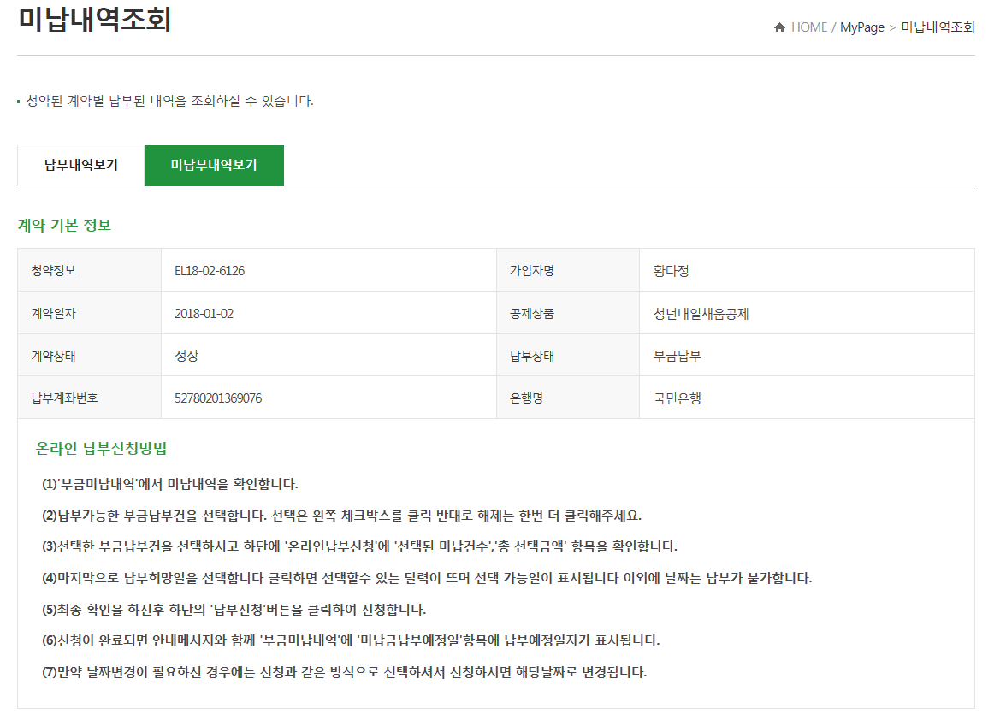 미납내역조회
HOME / MyPage > 미납내역조회
청약된 계약별 납부된 내역을 조회하실 수 있습니다.
납부내역보기 미납부내역보기
계약 기본 정보
청약정보 EL18-02-6126 가입자명 황다정
계약일자 2018-01-02 공제상품 청년내일채움공제
계약상태 정상 납부상태 부금납부
납부계좌번호 52780201369076 은행명 국민은행
온라인 납부신청방법
(1)'부금미납내역'에서 미납내역을 확인합니다.
(2)납부가능한 부금납부건을 선택합니다. 선택은 왼쪽 체크박스를 클릭 반대로 해제는 한번 더 클릭해주세요.
(3)선택한 부금납부건을 선택하시고 하단에 '온라인납부신청'에 '선택된 미납건수','총 선택금액' 항목을 확인합니다.
(4)마지막으로 납부희망일을 선택합니다 클릭하면 선택할수 있는 달력이 뜨며 선택 가능일이 표시됩니다 이외에 날짜는 납부가 불가합니다.
(5)최종 확인을 하신후 하단의 '납부신청'버튼을 클릭하여 신청합니다.
(6)신청이 완료되면 안내메시지와 함께 '부금미납내역'에 '미납금납부예정일'항목에 납부예정일자가 표시됩니다.
(7)만약 날짜변경이 필요하신 경우에는 신청과 같은 방식으로 선택하셔서 신청하시면 해당날짜로 변경됩니다.